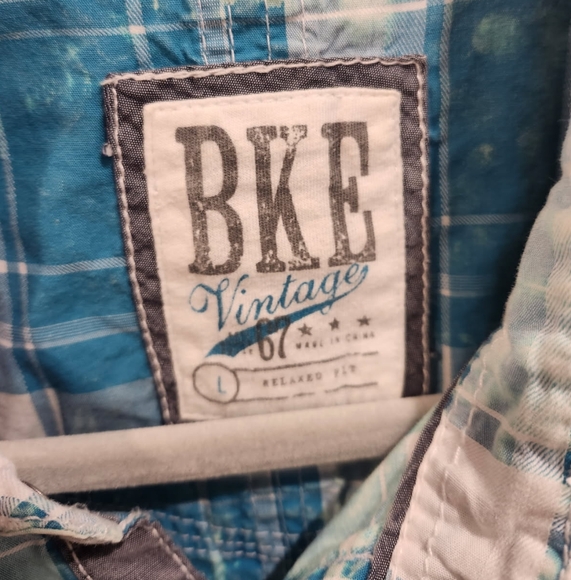 BKE
Vintage
67
MADE IN CHINA
L RELAXED FIT